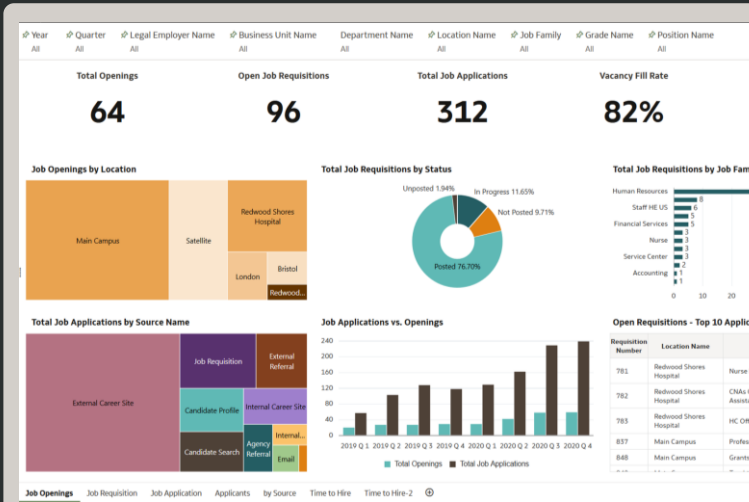 Year Quarter Legal Employer Name Business Unit Name Department Name Location Name Job Family Grade Name Position Name
All All All All All All All All All
Total Openings
64
Open Job Requisitions
96
Total Job Applications
312
Vacancy Fill Rate
82%
Job Openings by Location
Main Campus
Satellite
Redwood Shores
Hospital
London
Bristol
Redwood...
Total Job Requisitions by Status
Unposted 1.94%
In Progress 11.65%
Not Posted 9.71%
Posted 76.70%
Total Job Requisitions by Job Fam
Human Resources
8
Staff HE US 6
5
Financial Services 5
3
Nurse 3
3
Service Center 3
2
Accounting 1
1
0 10 20
Total Job Applications by Source Name
External Career Site
Job Requisition
External
Referral
Candidate Profile
Internal Career Site
Candidate Search
Agency
Referral
Internal...
Email
Job Applications vs. Openings
240
200
160
120
80
40
0
2019 Q 1 2019 Q 2 2019 Q 3 2019 Q 4 2020 Q 1 2020 Q 2 2020 Q 3 2020 Q 4
Total Openings Total Job Applications
Open Requisitions - Top 10 Applic
Requisition
Number
Location Name
781
Redwood Shores
Hospital
Nurse
782
Redwood Shores
Hospital
CNAs
Assist
783
Redwood Shores
Hospital
HC Off
837 Main Campus Profes
848 Main Campus Grants
Job Openings Job Requisition Job Application Applicants by Source Time to Hire Time to Hire-2